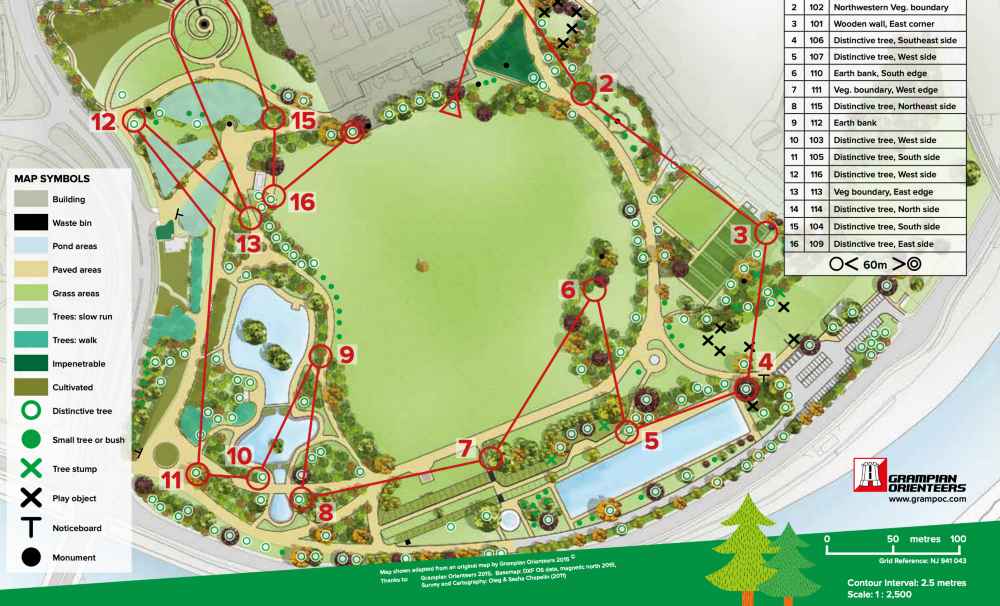 2 102 Northwestern Veg. boundary
3 101 Wooden wall, East corner
4 106 Distinctive tree, Southeast side
5 107 Distinctive tree, West side
6 110 Earth bank, South edge
7 111 Veg. boundary, West edge
8 115 Distinctive tree, Northeast side
9 112 Earth bank
10 103 Distinctive tree, West side
11 105 Distinctive tree, South side
12 116 Distinctive tree, West side
13 113 Veg boundary, East edge
14 114 Distinctive tree, North side
15 104 Distinctive tree, South side
16 109 Distinctive tree, East side
60m
2
12
15
16
13
3
6
9
4
5
7
10
11
8
MAP SYMBOLS
Building
Waste bin
Pond areas
Paved areas
Grass areas
Trees: slow run
Trees: walk
Impenetrable
Cultivated
Distinctive tree
Small tree or bush
Tree stump
Play object
Noticeboard
Monument
GRAMPIAN
ORIENTEERS
www.grampoc.com
0 50 metres 100
Grid Reference: NJ 941 043
Contour Interval: 2.5 metres
Scale: 1 : 2,500
Map shown adapted from an original map by Grampian Orienteers 2015 ©
Thanks to: Grampian Orienteers 2015, Basemap: DXF OS data, magnetic north 2015,
Survey and Cartography: Oleg & Sasha Chepelin (2011)